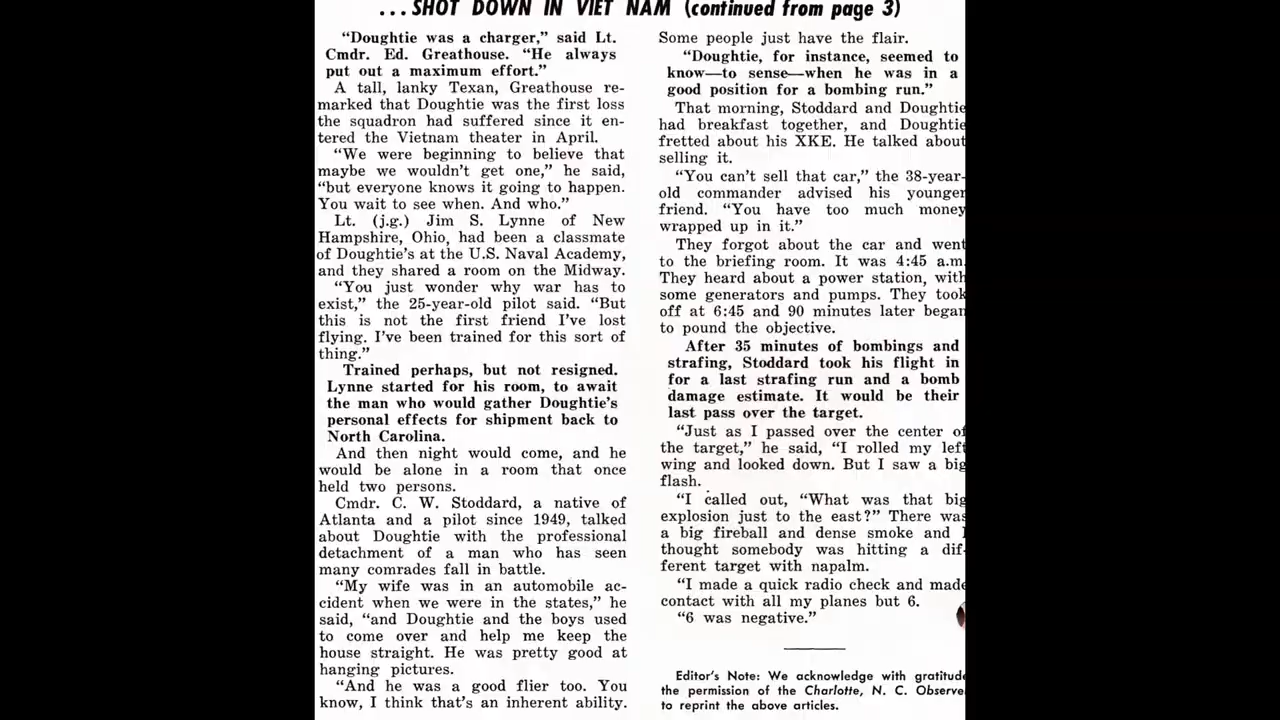 ...SHOT DOWN IN VIET NAM (continued from page 3)
“Doughtie was a charger,” said Lt.
Cmdr. Ed. Greathouse. “He always
put out a maximum effort.”
A tall, lanky Texan, Greathouse re-
marked that Doughtie was the first loss
the squadron had suffered since it en-
tered the Vietnam theater in April.
“We were beginning to believe that
maybe we wouldn’t get one,” he said,
“but everyone knows it going to happen.
You wait to see when. And who.”
Lt. (j.g.) Jim S. Lynne of New
Hampshire, Ohio, had been a classmate
of Doughtie’s at the U.S. Naval Academy,
and they shared a room on the Midway.
“You just wonder why war has to
exist,” the 25-year-old pilot said. “But
this is not the first friend I’ve lost
flying. I’ve been trained for this sort of
thing.”
Trained perhaps, but not resigned.
Lynne started for his room, to await
the man who would gather Doughtie’s
personal effects for shipment back to
North Carolina.
And then night would come, and he
would be alone in a room that once
held two persons.
Cmdr. C. W. Stoddard, a native of
Atlanta and a pilot since 1949, talked
about Doughtie with the professional
detachment of a man who has seen
many comrades fall in battle.
“My wife was in an automobile ac-
cident when we were in the states,” he
said, “and Doughtie and the boys used
to come over and help me keep the
house straight. He was pretty good at
hanging pictures.
“And he was a good flier too. You
know, I think that’s an inherent ability.
Some people just have the flair.
“Doughtie, for instance, seemed to
know—to sense—when he was in a
good position for a bombing run.”
That morning, Stoddard and Doughtie
had breakfast together, and Doughtie
fretted about his XKE. He talked about
selling it.
“You can’t sell that car,” the 38-year-
old commander advised his younger
friend. “You have too much money
wrapped up in it.”
They forgot about the car and went
to the briefing room. It was 4:45 a.m.
They heard about a power station, with
some generators and pumps. They took
off at 6:45 and 90 minutes later began
to pound the objective.
After 35 minutes of bombings and
strafing, Stoddard took his flight in
for a last strafing run and a bomb
damage estimate. It would be their
last pass over the target.
“Just as I passed over the center of
the target,” he said, “I rolled my left
wing and looked down. But I saw a big
flash.
“I called out, “What was that big
explosion just to the east?” There was
a big fireball and dense smoke and I
thought somebody was hitting a dif-
ferent target with napalm.
“I made a quick radio check and made
contact with all my planes but 6.
“6 was negative.”
Editor’s Note: We acknowledge with gratitude
the permission of the Charlotte, N. C. Observe
to reprint the above articles.